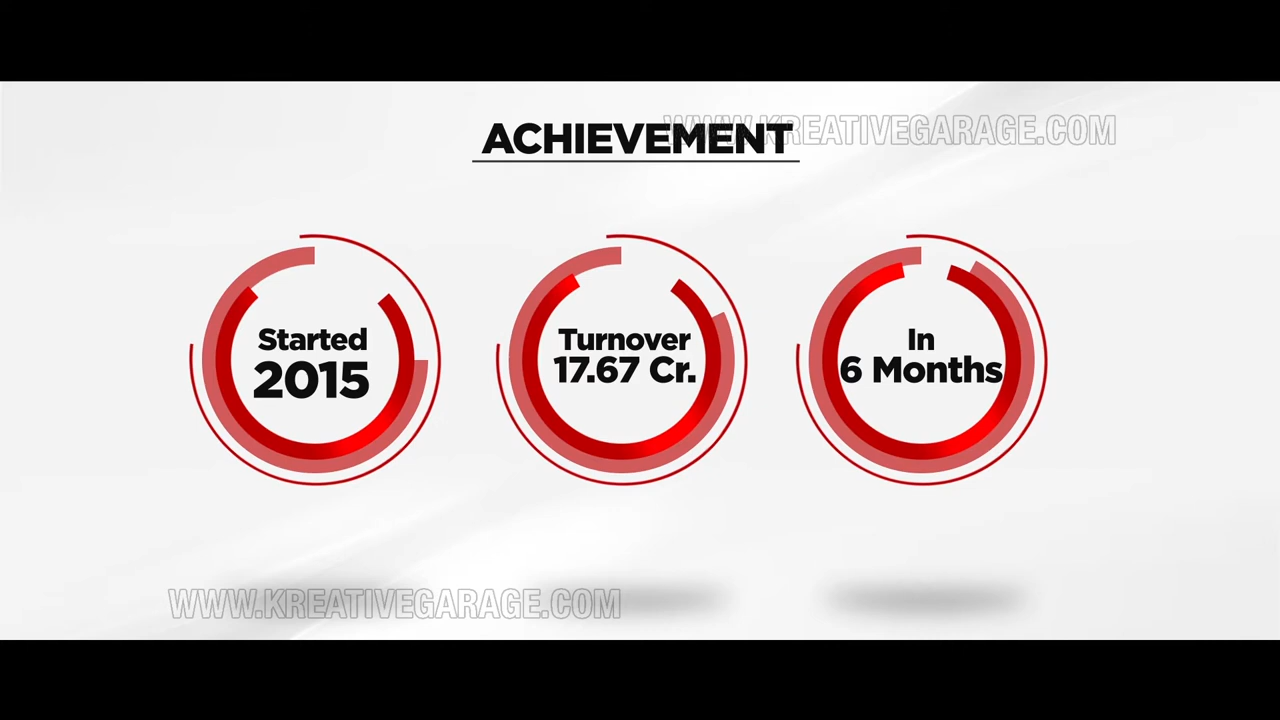 ACHIEVEMENT
WWW.KREATIVEGARAGE.COM
Started
2015
Turnover
17.67 Cr.
In
6 Months
WWW.KREATIVEGARAGE.COM